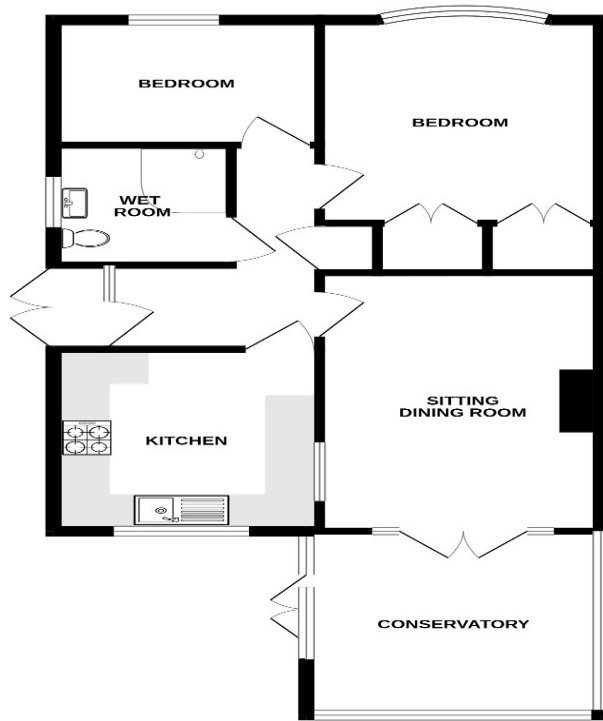 BEDROOM
BEDROOM
WET
ROOM
SITTING
DINING ROOM
KITCHEN
CONSERVATORY